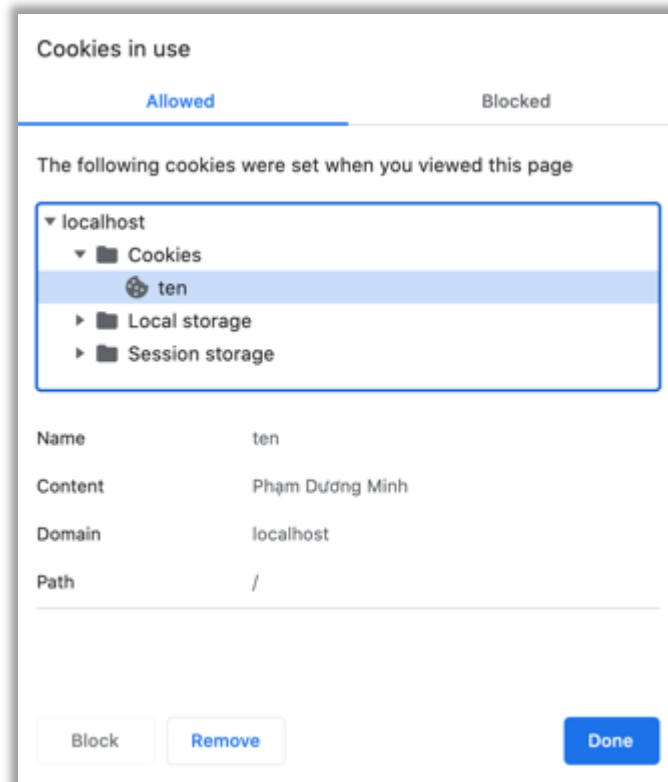 Cookies in use
Allowed Blocked
The following cookies were set when you viewed this page
localhost
Cookies
ten
Local storage
Session storage
Name ten
Content Phạm Dương Minh
Domain localhost
Path /
Block Remove Done